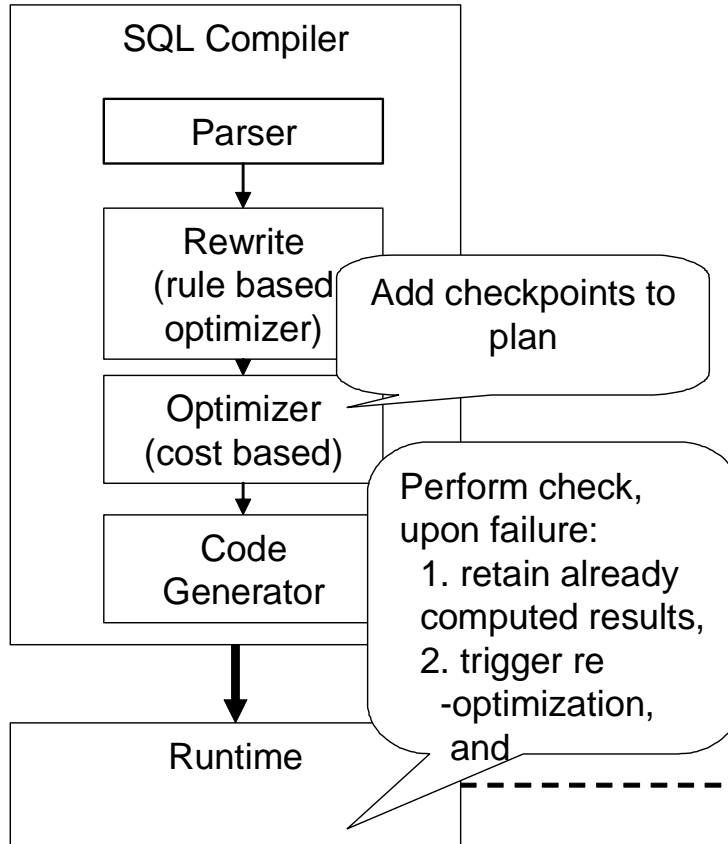 SQL Compiler
Parser
Rewrite
(rule based
optimizer)
Add checkpoints to
plan
Optimizer
(cost based)
Code
Generator
Perform check,
upon failure:
1. retain already
computed results,
2. trigger re
-optimization,
and
Runtime